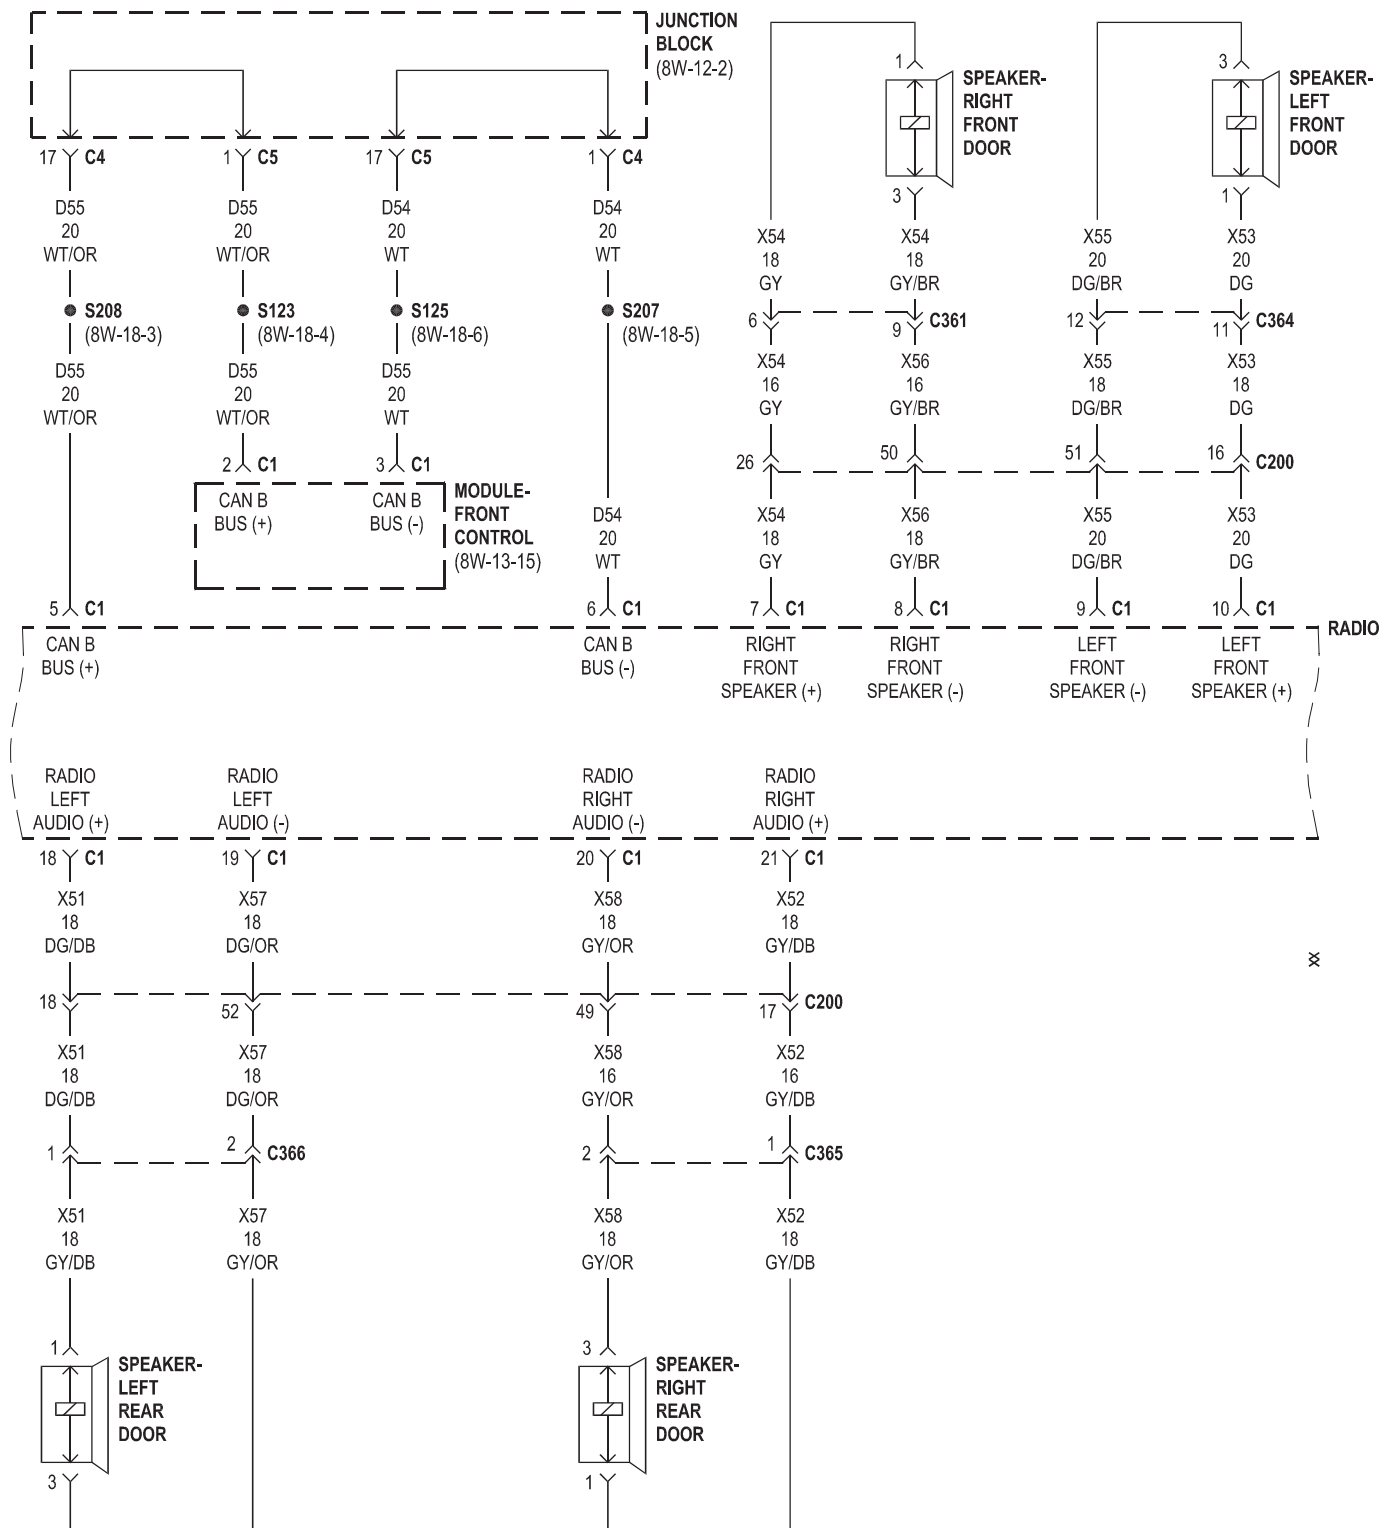 JUNCTION
BLOCK
(8W-12-2)
17 C4
1 C5
17 C5
1 C4
D55
20
WT/OR
D55
20
WT/OR
D54
20
WT
D54
20
WT
S208
(8W-18-3)
S123
(8W-18-4)
S125
(8W-18-6)
S207
(8W-18-5)
D55
20
WT/OR
D55
20
WT/OR
D55
20
WT
2 C1
3 C1
CAN B
BUS (+)
CAN B
BUS (-)
MODULE-
FRONT
CONTROL
(8W-13-15)
D54
20
WT
5 C1
6 C1
1
SPEAKER-
RIGHT
FRONT
DOOR
3
3
SPEAKER-
LEFT
FRONT
DOOR
1
X54
18
GY
X54
18
GY/BR
X55
20
DG/BR
X53
20
DG
6
9
C361
12
11
C364
X54
16
GY
X56
16
GY/BR
X55
18
DG/BR
X53
18
DG
26
50
51
16
C200
X54
18
GY
X56
18
GY/BR
X55
20
DG/BR
X53
20
DG
7 C1
8 C1
9 C1
10 C1
RADIO
CAN B
BUS (+)
CAN B
BUS (-)
RIGHT
FRONT
SPEAKER (+)
RIGHT
FRONT
SPEAKER (-)
LEFT
FRONT
SPEAKER (-)
LEFT
FRONT
SPEAKER (+)
RADIO
LEFT
AUDIO (+)
RADIO
LEFT
AUDIO (-)
RADIO
RIGHT
AUDIO (-)
RADIO
RIGHT
AUDIO (+)
18 C1
19 C1
20 C1
21 C1
X51
18
DG/DB
X57
18
DG/OR
X58
18
GY/OR
X52
18
GY/DB
XX
18
52
49
17
C200
X51
18
DG/DB
X57
18
DG/OR
X58
16
GY/OR
X52
16
GY/DB
1
2
C366
2
1
C365
X51
18
GY/DB
X57
18
GY/OR
X58
18
GY/OR
X52
18
GY/DB
1
SPEAKER-
LEFT
REAR
DOOR
3
3
SPEAKER-
RIGHT
REAR
DOOR
1